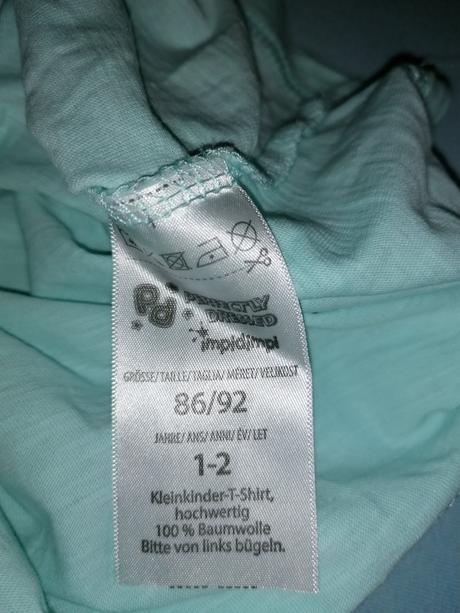 Pd PERFECTLY
DRESSED
impidimpi
GRÖSSE/TAILLE/TAGLIA/MÉRET/VELIKOST
86/92
JAHRE/ANS/ANNI/ÉV/LET
1-2
Kleinkinder-T-Shirt,
hochwertig
100 % Baumwolle
Bitte von links bügeln.